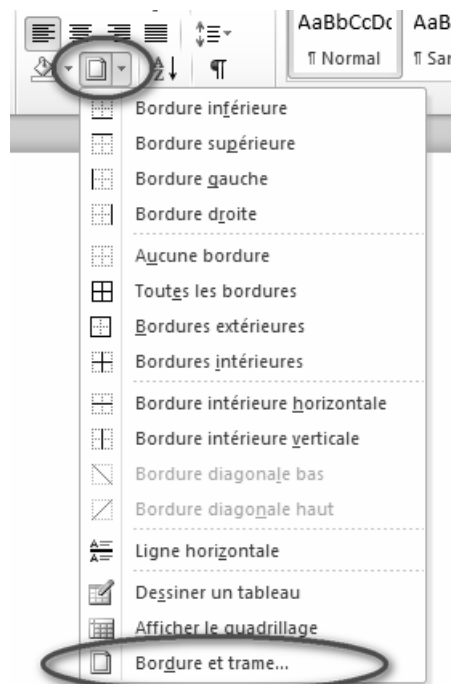 AaBbCcDc AaB
¶ Normal ¶ Sar
Bordure inférieure
Bordure supérieure
Bordure gauche
Bordure droite
Aucune bordure
Toutes les bordures
Bordures extérieures
Bordures intérieures
Bordure intérieure horizontale
Bordure intérieure verticale
Bordure diagonale bas
Bordure diagonale haut
Ligne horizontale
Dessiner un tableau
Afficher le quadrillage
Bordure et trame...